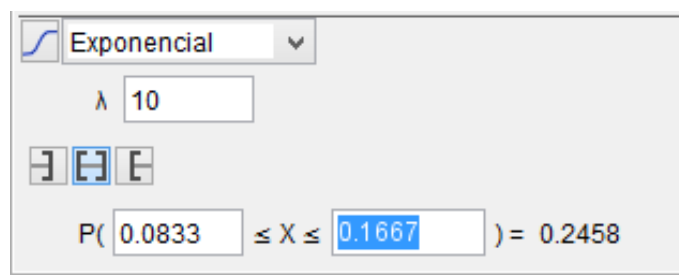 Exponencial
λ 10
P( 0.0833 ≤ X ≤ 0.1667 ) = 0.2458